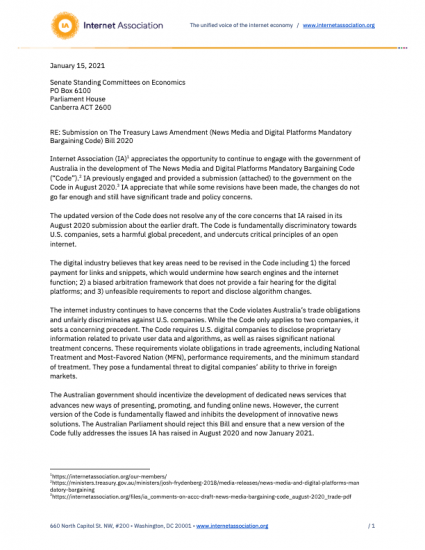 IA
Internet Association
The unified voice of the internet economy / www.internetassociation.org
January 15, 2021
Senate Standing Committees on Economics
PO Box 6100
Parliament House
Canberra ACT 2600
RE: Submission on The Treasury Laws Amendment (News Media and Digital Platforms Mandatory
Bargaining Code) Bill 2020
Internet Association (IA)¹ appreciates the opportunity to continue to engage with the government of
Australia in the development of The News Media and Digital Platforms Mandatory Bargaining Code
("Code").² IA previously engaged and provided a submission (attached) to the government on the
Code in August 2020.³ IA appreciate that while some revisions have been made, the changes do not
go far enough and still have significant trade and policy concerns.
The updated version of the Code does not resolve any of the core concerns that IA raised in its
August 2020 submission about the earlier draft. The Code is fundamentally discriminatory towards
U.S. companies, sets a harmful global precedent, and undercuts critical principles of an open
internet.
The digital industry believes that key areas need to be revised in the Code including 1) the forced
payment for links and snippets, which would undermine how search engines and the internet
function; 2) a biased arbitration framework that does not provide a fair hearing for the digital
platforms; and 3) unfeasible requirements to report and disclose algorithm changes.
The internet industry continues to have concerns that the Code violates Australia's trade obligations
and unfairly discriminates against U.S. companies. While the Code only applies to two companies, it
sets a concerning precedent. The Code requires U.S. digital companies to disclose proprietary
information related to private user data and algorithms, as well as raises significant national
treatment concerns. These requirements violate obligations in trade agreements, including National
Treatment and Most-Favored Nation (MFN), performance requirements, and the minimum standard
of treatment. They pose a fundamental threat to digital companies' ability to thrive in foreign
markets.
The Australian government should incentivize the development of dedicated news services that
advances new ways of presenting, promoting, and funding online news. However, the current
version of the Code is fundamentally flawed and inhibits the development of innovative news
solutions. The Australian Parliament should reject this Bill and ensure that a new version of the
Code fully addresses the issues IA has raised in August 2020 and now January 2021.
¹https://internetassociation.org/our-members/
²https://ministers.treasury.gov.au/ministers/josh-frydenberg-2018/media-releases/news-media-and-digital-platforms-man
datory-bargaining
³https://internetassociation.org/files/ia_comments-on-accc-draft-news-media-bargaining-code_august-2020_trade-pdf
660 North Capitol St. NW, #200 • Washington, DC 20001 • www.internetassociation.org / 1